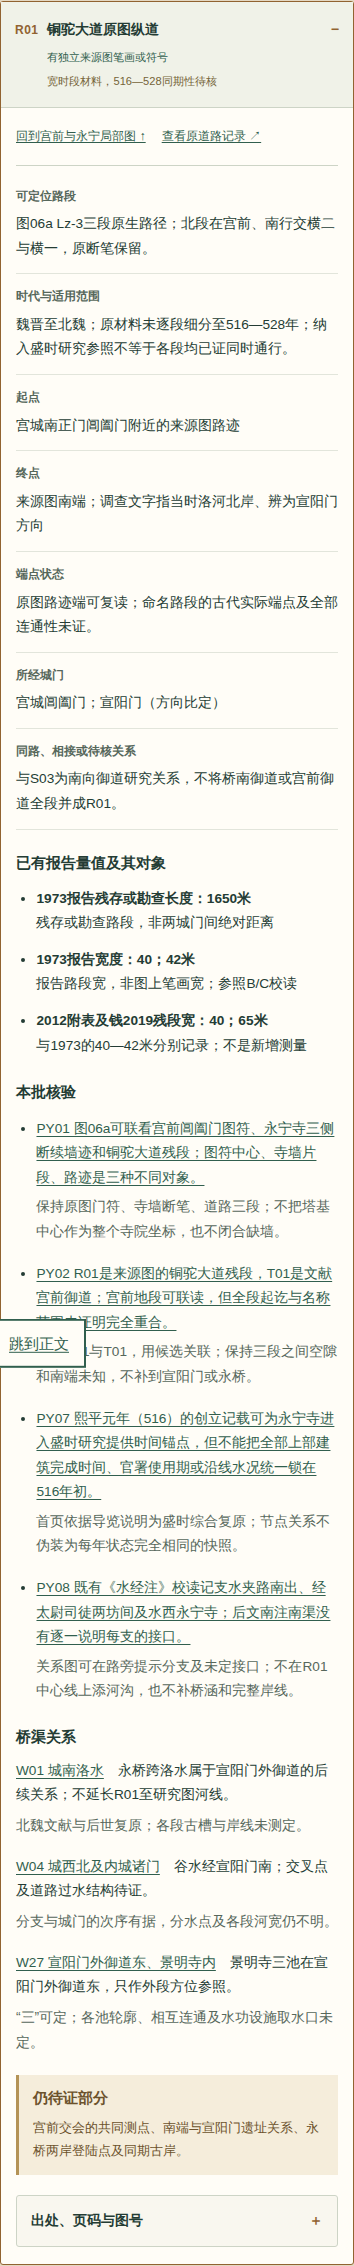 R01 铜驼大道原图纵道 −
有独立来源图笔画或符号
宽时段材料，516—528同期性待核
回到宫前与永宁局部图 ↑ 查看原道路记录 ↗
可定位路段
图06a Lz-3三段原生路径；北段在宫前、南行交横二
与横一，原断笔保留。
时代与适用范围
魏晋至北魏；原材料未逐段细分至516—528年；纳
入盛时研究参照不等于各段均已证同时通行。
起点
宫城南正门阊阖门附近的来源图路迹
终点
来源图南端；调查文字指当时洛河北岸、辨为宣阳门
方向
端点状态
原图路迹端可复读；命名路段的古代实际端点及全部
连通性未证。
所经城门
宫城阊阖门；宣阳门（方向比定）
同路、相接或待核关系
与S03为南向御道研究关系，不将桥南御道或宫前御
道全段并成R01。
已有报告量值及其对象
1973报告残存或勘查长度：1650米
残存或勘查路段，非两城门间绝对距离
1973报告宽度：40；42米
报告路段宽，非图上笔画宽；参照B/C校读
2012附表及钱2019残段宽：40；65米
与1973的40—42米分别记录；不是新增测量
本批核验
PY01 图06a可联看宫前阊阖门图符、永宁寺三侧
断续墙迹和铜驼大道残段；图符中心、寺墙片
段、路迹是三种不同对象。
保持原图门符、寺墙断笔、道路三段；不把塔基
中心作为整个寺院坐标，也不闭合缺墙。
PY02 R01是来源图的铜驼大道残段，T01是文献
宫前御道；宫前地段可联读，但全段起讫与名称
证明完全重合。
跳到正文
与T01，用候选关联；保持三段之间空隙
和南端未知，不补到宣阳门或永桥。
PY07 熙平元年（516）的创立记载可为永宁寺进
入盛时研究提供时间锚点，但不能把全部上部建
筑完成时间、官署使用期或沿线水况统一锁在
516年初。
首页依据导览说明为盛时综合复原；节点关系不
伪装为每年状态完全相同的快照。
PY08 既有《水经注》校读记支水夹路南出、经
太尉司徒两坊间及水西永宁寺；后文南注南渠没
有逐一说明每支的接口。
关系图可在路旁提示分支及未定接口；不在R01
中心线上添河沟，也不补桥涵和完整岸线。
桥渠关系
W01 城南洛水 永桥跨洛水属于宣阳门外御道的后
续关系；不延长R01至研究图河线。
北魏文献与后世复原；各段古槽与岸线未测定。
W04 城西北及内城诸门 谷水经宣阳门南；交叉点
及道路过水结构待证。
分支与城门的次序有据，分水点及各段河宽仍不明。
W27 宣阳门外御道东、景明寺内 景明寺三池在宣
阳门外御道东，只作外段方位参照。
“三”可定；各池轮廓、相互连通及水功设施取水口未
定。
仍待证部分
宫前交会的共同测点、南端与宣阳门遗址关系、永
桥两岸登陆点及同期古岸。
出处、页码与图号 +